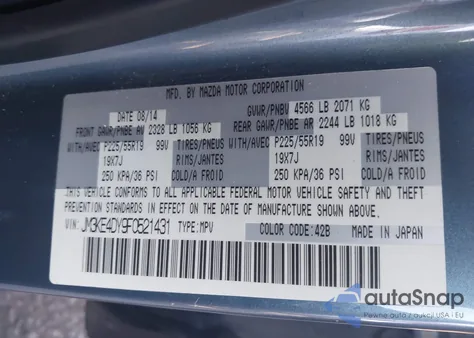 MFD. BY MAZDA MOTOR CORPORATION
DATE 08/14 GVWR/PNBV 4566 LB 2071 KG
FRONT GAWR/PNBE AV 2328 LB 1056 KG REAR GAWR/PNBE AR 2244 LB 1018 KG
WITH/AVEC P225/55R19 99V TIRES/PNEUS WITH/AVEC P225/55R19 99V TIRES/PNEUS
19X7J RIMS/JANTES 19X7J RIMS/JANTES
250 KPA/36 PSI COLD/A FROID 250 KPA/36 PSI COLD/A FROID
THIS VEHICLE CONFORMS TO ALL APPLICABLE FEDERAL MOTOR VEHICLE SAFETY AND THEFT
PREVENTION STANDARDS IN EFFECT ON THE DATE OF MANUFACTURE SHOWN ABOVE.
VIN: JM3KE4DY9F0521431 TYPE:MPV COLOR CODE:42B MADE IN JAPAN
autoSnap
Pewne auto z aukcji USA i EU